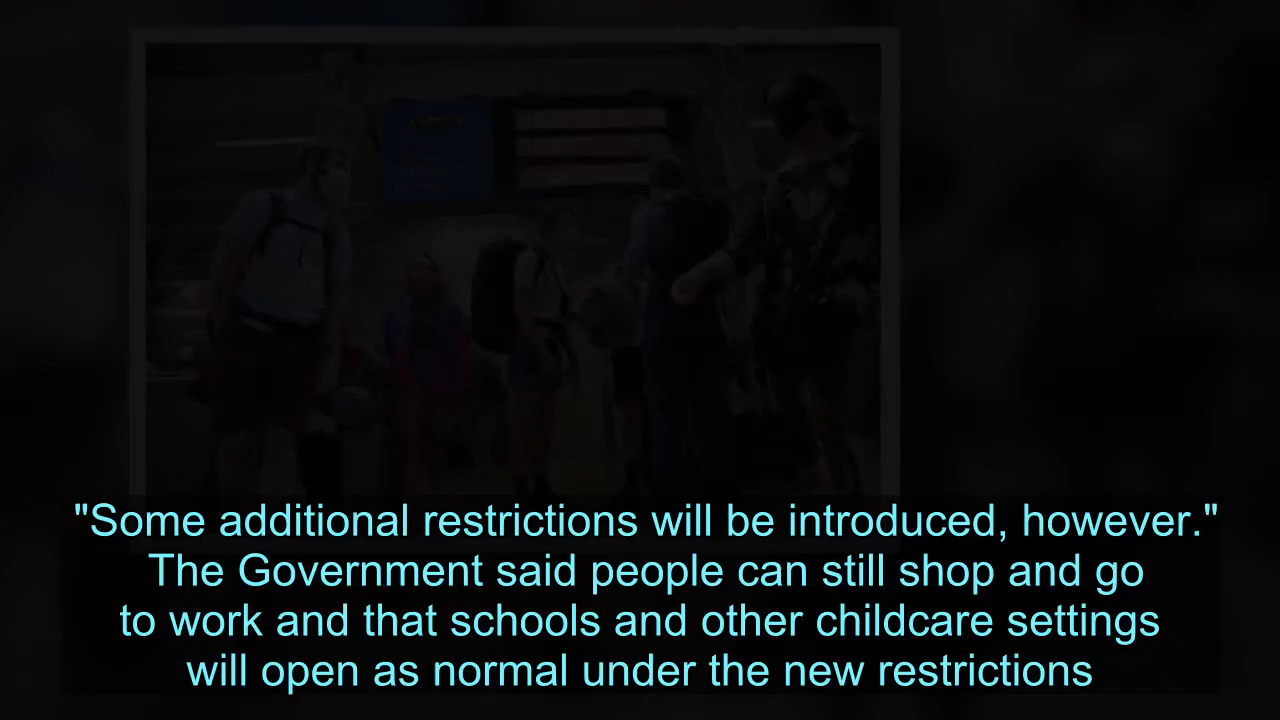 "Some additional restrictions will be introduced, however."
The Government said people can still shop and go
to work and that schools and other childcare settings
will open as normal under the new restrictions